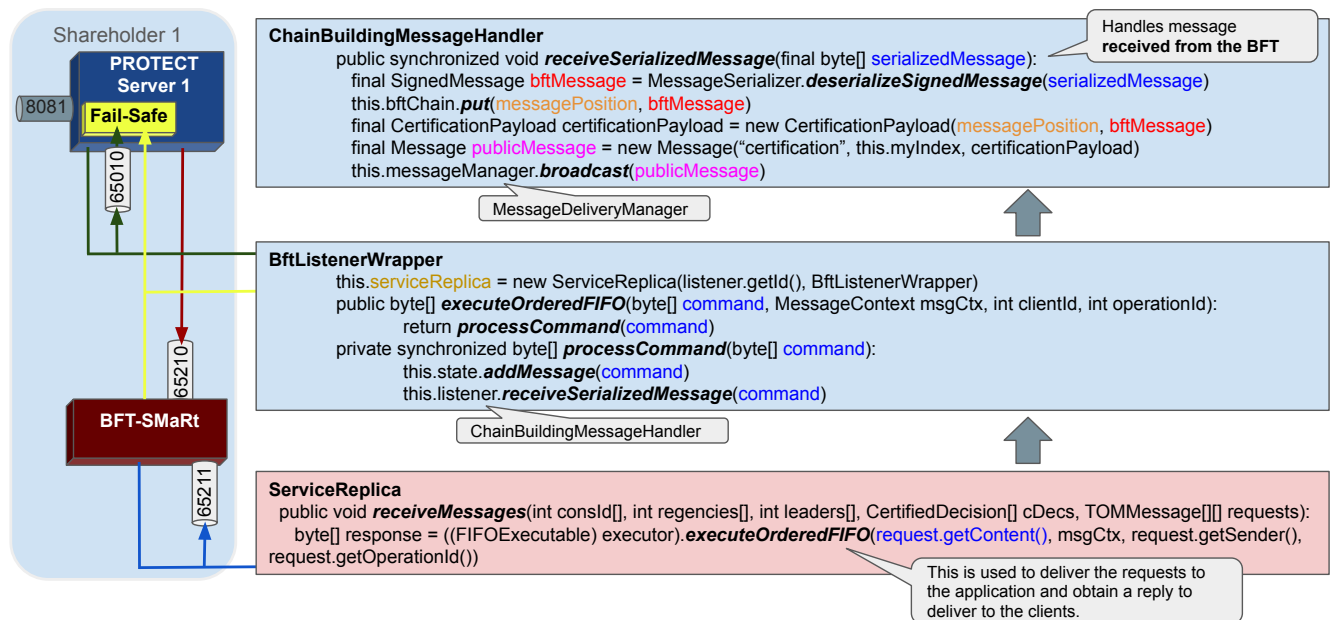 Shareholder 1
PROTECT
Server 1
8081
Fail-Safe
65010
65210
BFT-SMaRt
65211
ChainBuildingMessageHandler
public synchronized void receiveSerializedMessage(final byte[] serializedMessage):
final SignedMessage bftMessage = MessageSerializer.deserializeSignedMessage(serializedMessage)
this.bftChain.put(messagePosition, bftMessage)
final CertificationPayload certificationPayload = new CertificationPayload(messagePosition, bftMessage)
final Message publicMessage = new Message(“certification”, this.myIndex, certificationPayload)
this.messageManager.broadcast(publicMessage)
Handles message
received from the BFT
MessageDeliveryManager
BftListenerWrapper
this.serviceReplica = new ServiceReplica(listener.getId(), BftListenerWrapper)
public byte[] executeOrderedFIFO(byte[] command, MessageContext msgCtx, int clientId, int operationId):
return processCommand(command)
private synchronized byte[] processCommand(byte[] command):
this.state.addMessage(command)
this.listener.receiveSerializedMessage(command)
ChainBuildingMessageHandler
ServiceReplica
public void receiveMessages(int consId[], int regencies[], int leaders[], CertifiedDecision[] cDecs, TOMMessage[][] requests):
byte[] response = ((FIFOExecutable) executor).executeOrderedFIFO(request.getContent(), msgCtx, request.getSender(),
request.getOperationId())
This is used to deliver the requests to
the application and obtain a reply to
deliver to the clients.